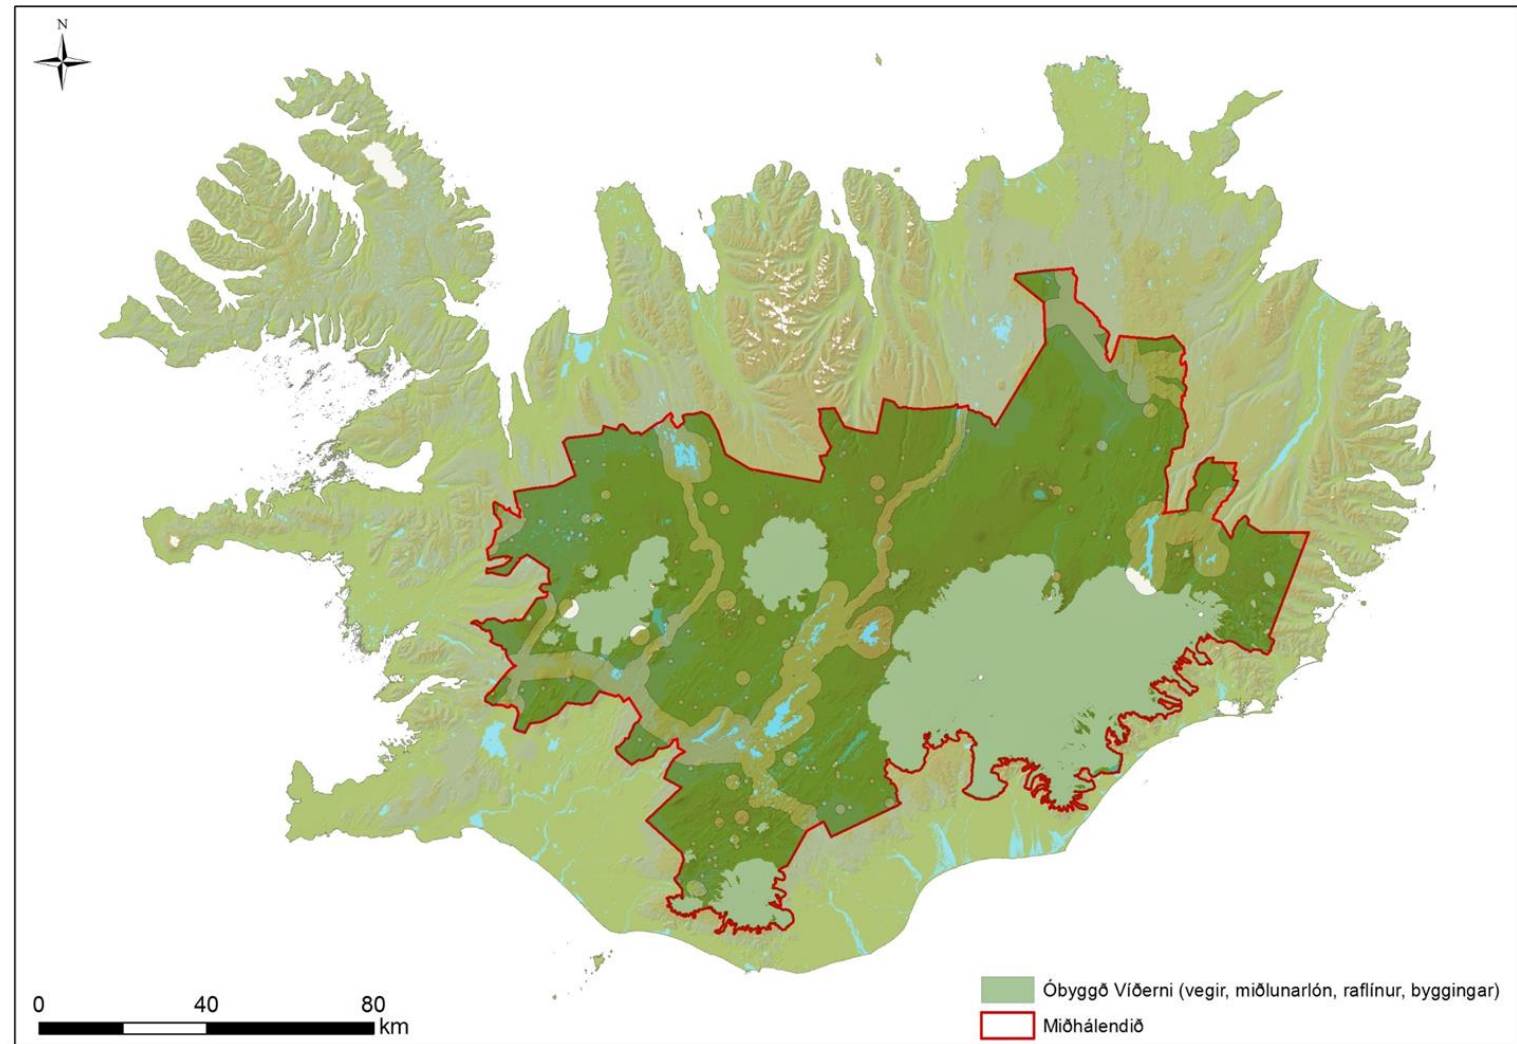 N
Óbyggð Víðerni (vegir, miðlunarlón, raflínur, byggingar)
Miðhálendið
0 40 80
km